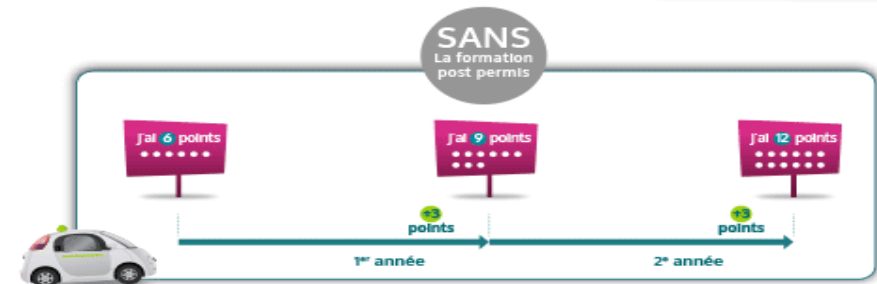 SANS
La formation
post permis
J'ai 6 points
J'ai 9 points
J'ai 12 points
+3
points
+3
points
1er année
2e année